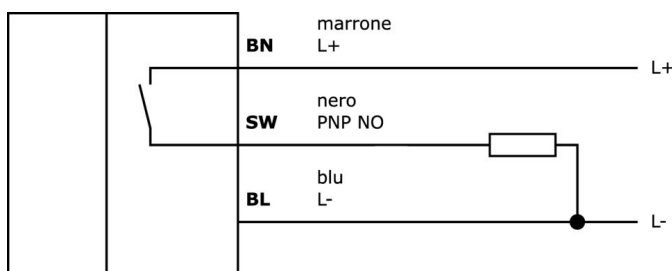 marrone
BN L+
L+
nero
SW PNP NO
blu
BL L-
L-